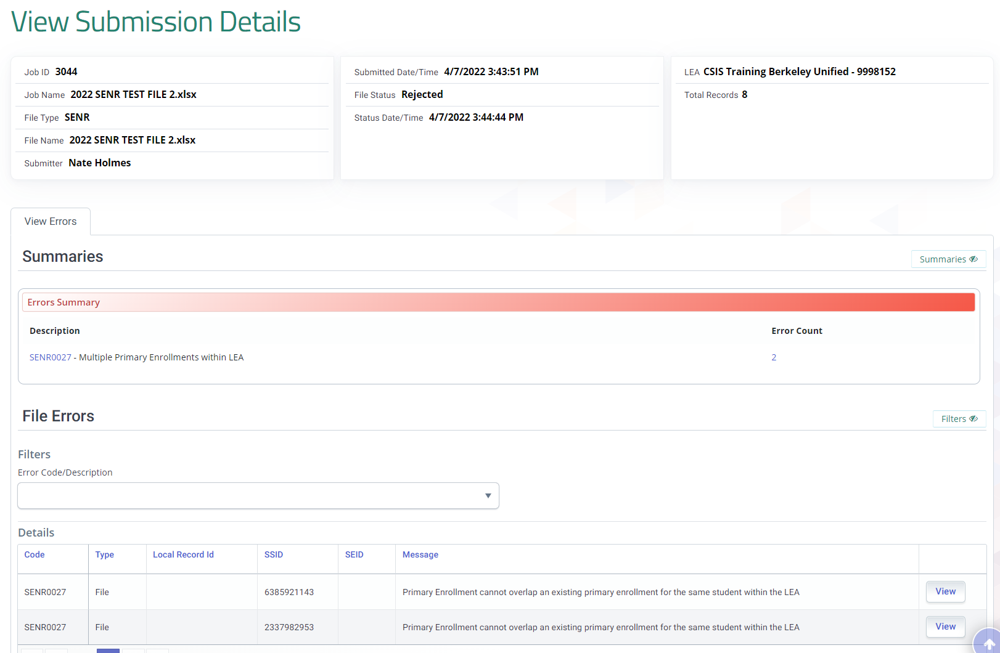 View Submission Details
Job ID 3044
Job Name 2022 SENR TEST FILE 2.xlsx
File Type SENR
File Name 2022 SENR TEST FILE 2.xlsx
Submitter Nate Holmes
Submitted Date/Time 4/7/2022 3:43:51 PM
File Status Rejected
Status Date/Time 4/7/2022 3:44:44 PM
LEA CSIS Training Berkeley Unified - 9998152
Total Records 8
View Errors
Summaries
Summaries
Errors Summary
Description Error Count
SENR0027 - Multiple Primary Enrollments within LEA 2
File Errors
Filters
Filters
Error Code/Description
Details
Code Type Local Record Id SSID SEID Message
SENR0027 File 6385921143 Primary Enrollment cannot overlap an existing primary enrollment for the same student within the LEA View
SENR0027 File 2337982953 Primary Enrollment cannot overlap an existing primary enrollment for the same student within the LEA View